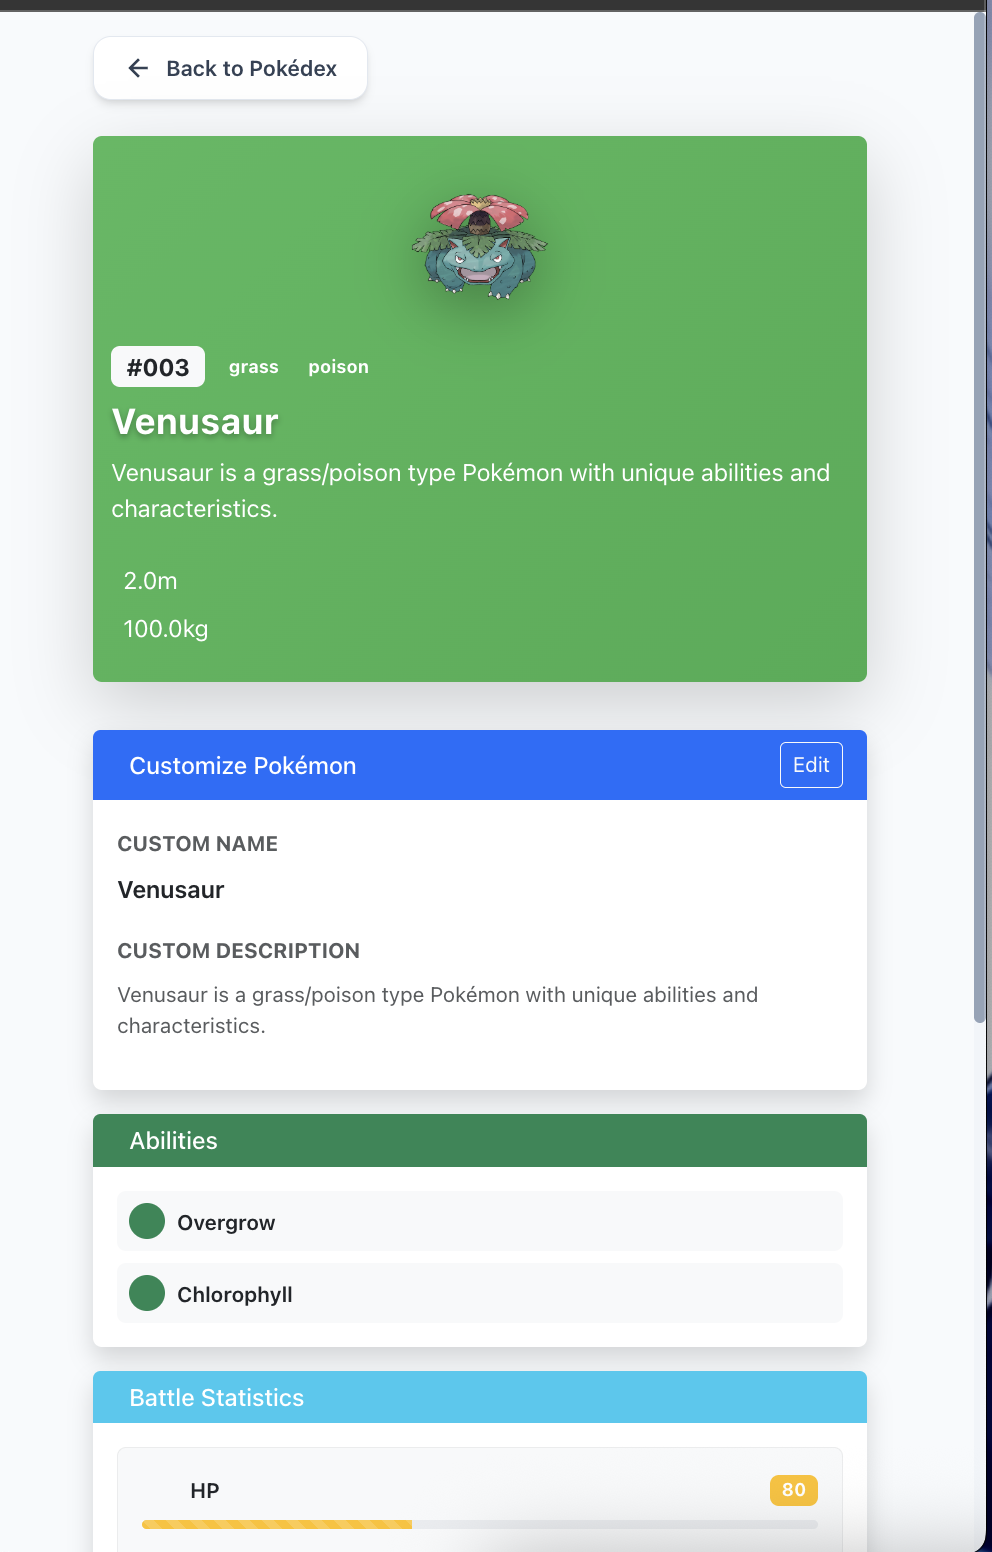 Back to Pokédex
#003 grass poison
Venusaur
Venusaur is a grass/poison type Pokémon with unique abilities and
characteristics.
2.0m
100.0kg
Customize Pokémon Edit
CUSTOM NAME
Venusaur
CUSTOM DESCRIPTION
Venusaur is a grass/poison type Pokémon with unique abilities and
characteristics.
Abilities
Overgrow
Chlorophyll
Battle Statistics
HP 80